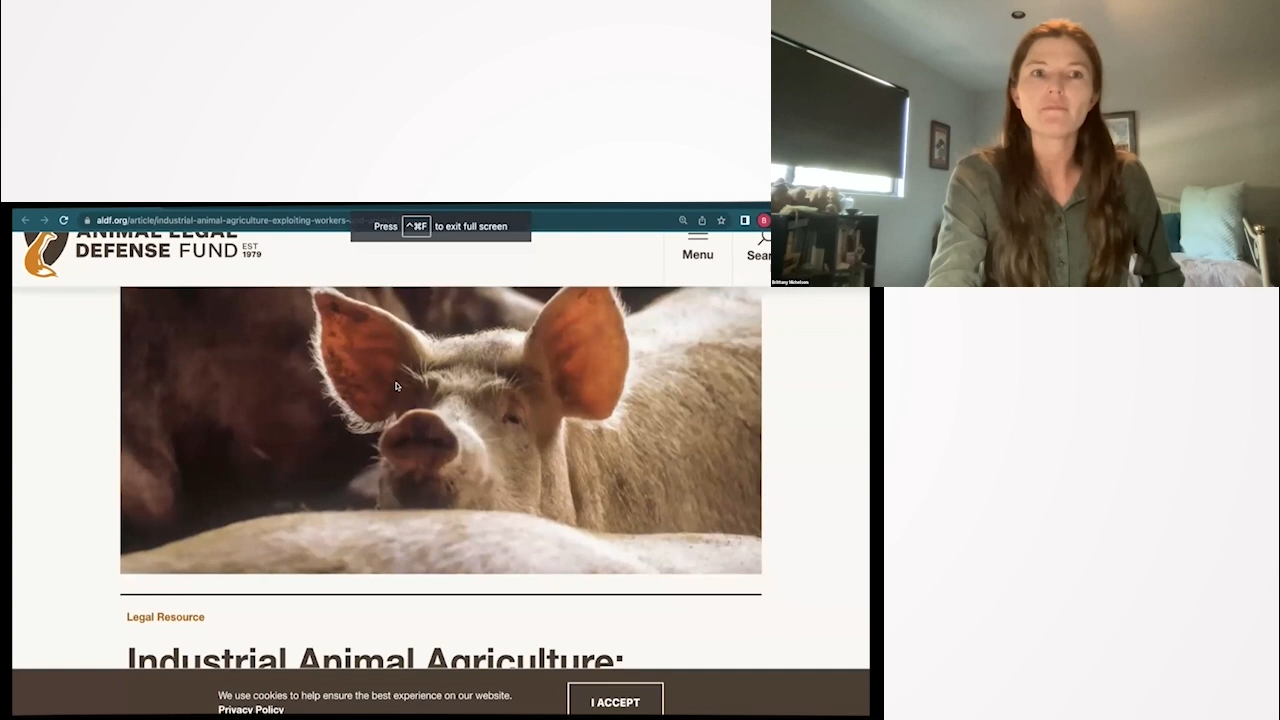 aldf.org/article/industrial-animal-agriculture-exploiting-workers-
Press ^⌘F to exit full screen
B
ANIMAL LEGAL
DEFENSE FUND EST 1979
Menu
Sear
Brittany Michelson
Legal Resource
Industrial Animal Agriculture:
We use cookies to help ensure the best experience on our website.
Privacy Policy
I ACCEPT